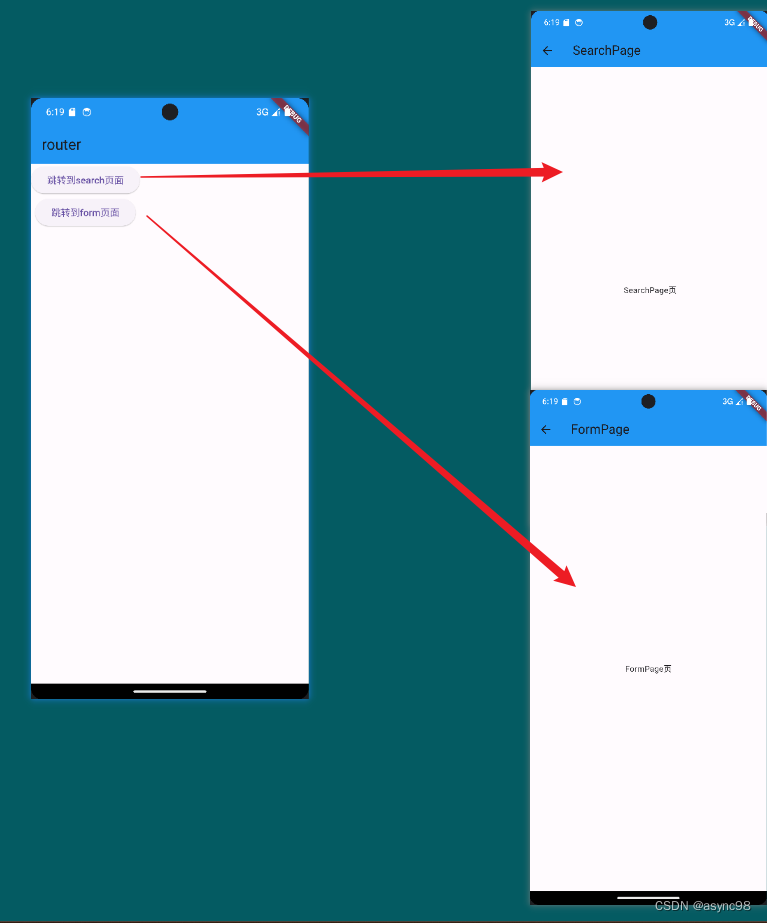 6:19
3G
DEBUG
router
跳转到search页面
跳转到form页面
6:19
3G
DEBUG
SearchPage
SearchPage页
6:19
3G
DEBUG
FormPage
FormPage页
CSDN @async98